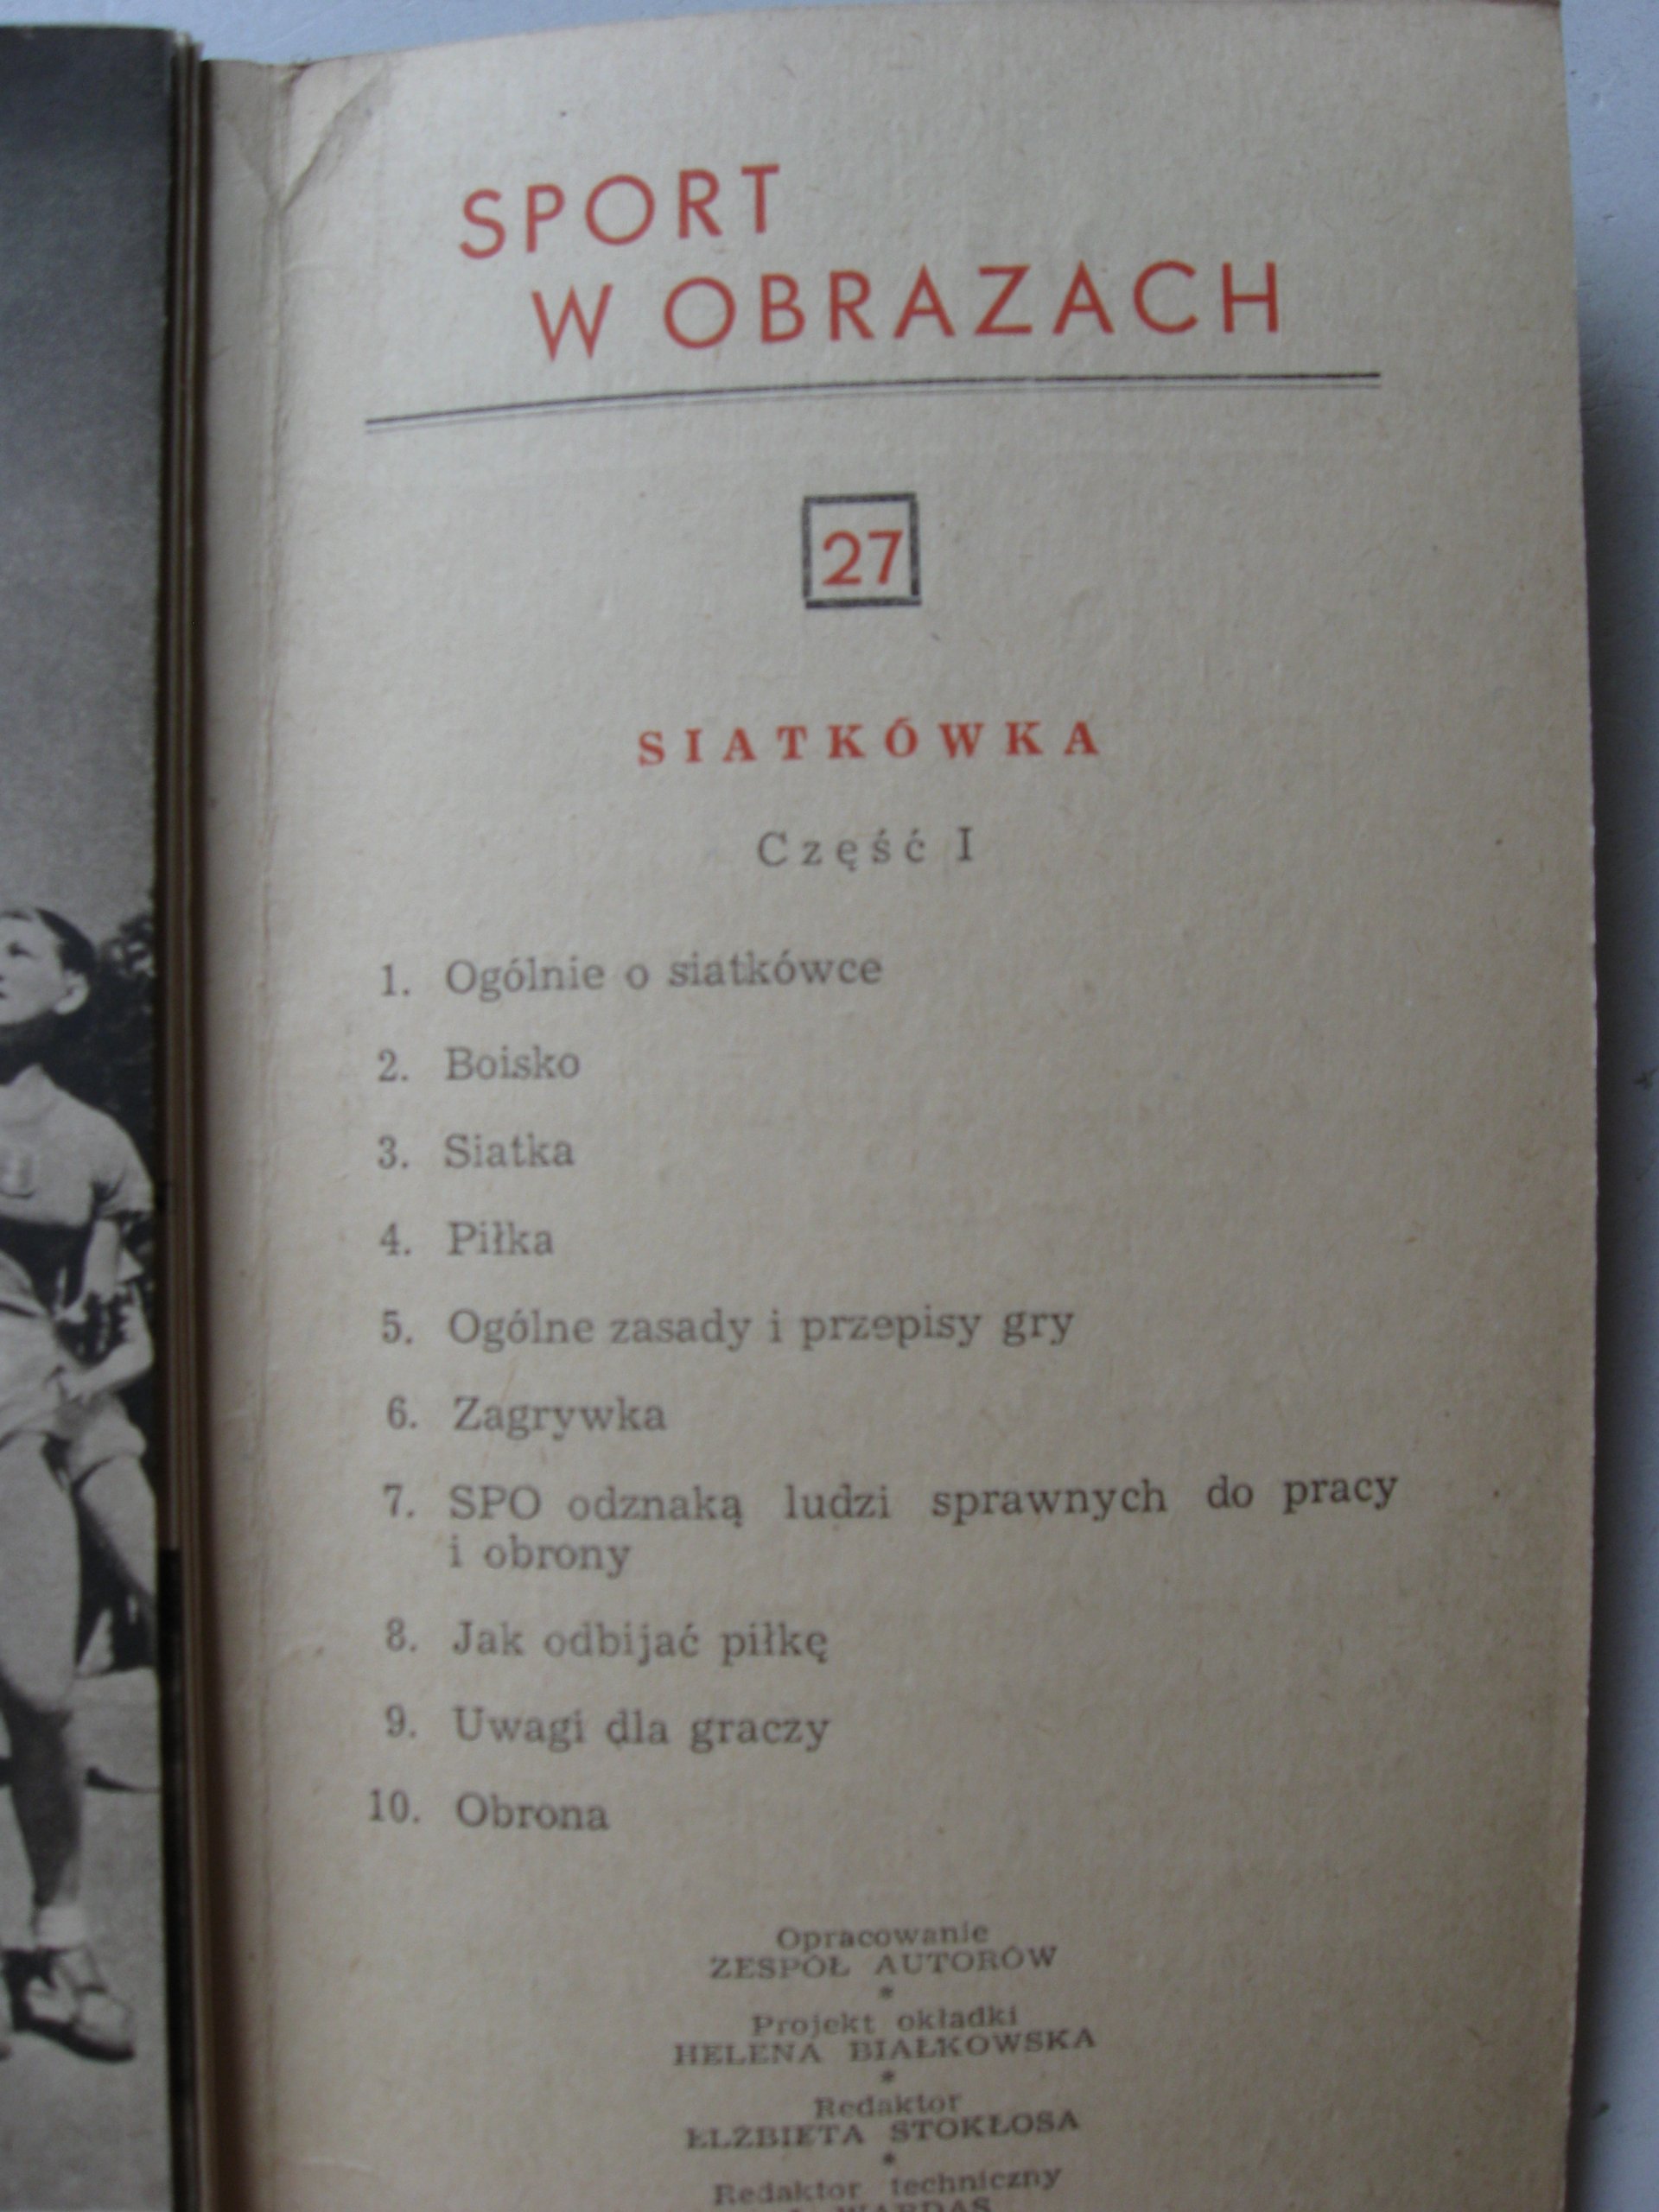 SPORT
W OBRAZACH
27
SIATKÓWKA
Część I
1. Ogólnie o siatkówce
2. Boisko
3. Siatka
4. Piłka
5. Ogólne zasady i przepisy gry
6. Zagrywka
7. SPO odznaką ludzi sprawnych do pracy
i obrony
8. Jak odbijać piłkę
9. Uwagi dla graczy
10. Obrona
Opracowanie
ZESPÓŁ AUTORÓW
*
Projekt okładki
HELENA BIAŁKOWSKA
*
Redaktor
ELŻBIETA STOKŁOSA
*
Redaktor techniczny
WARDAS